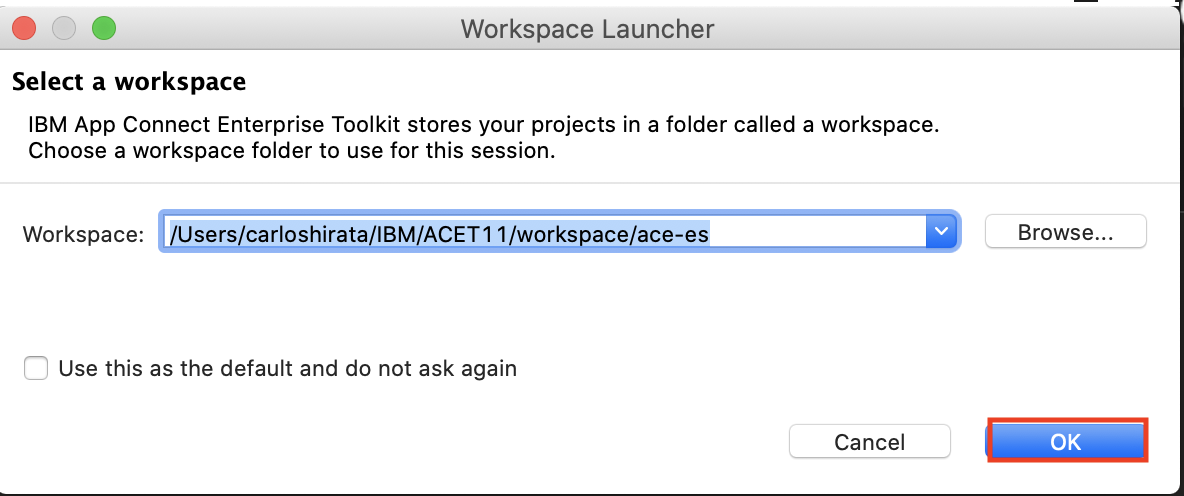 Workspace Launcher
Select a workspace
IBM App Connect Enterprise Toolkit stores your projects in a folder called a workspace.
Choose a workspace folder to use for this session.
Workspace: /Users/carloshirata/IBM/ACET11/workspace/ace-es Browse...
Use this as the default and do not ask again
Cancel OK